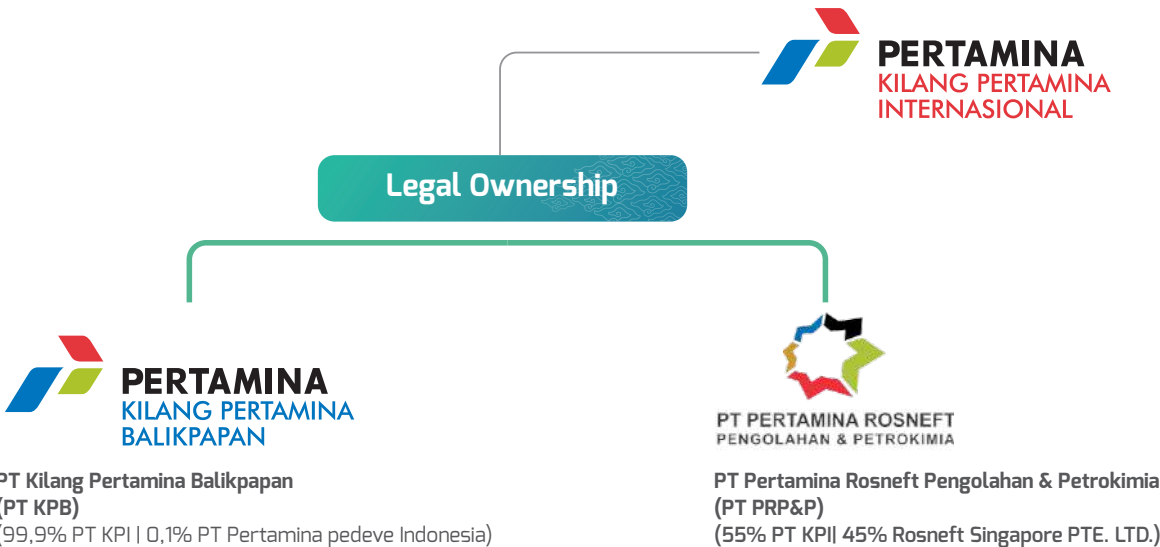 PERTAMINA
KILANG PERTAMINA
INTERNASIONAL
Legal Ownership
PERTAMINA
KILANG PERTAMINA
BALIKPAPAN
PT Kilang Pertamina Balikpapan
(PT KPB)
(99,9% PT KPI | 0,1% PT Pertamina pedeve Indonesia)
PT PERTAMINA ROSNEFT
PENGOLAHAN & PETROKIMIA
PT Pertamina Rosneft Pengolahan & Petrokimia
(PT PRP&P)
(55% PT KPI| 45% Rosneft Singapore PTE. LTD.)